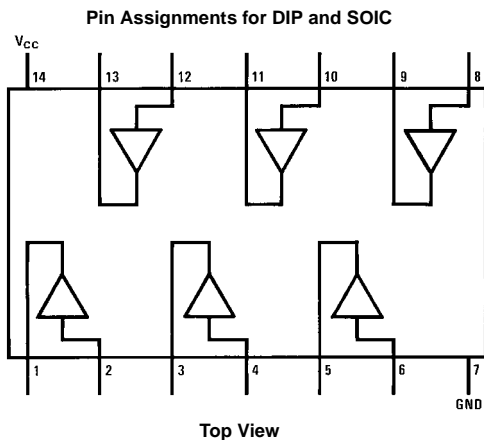 Pin Assignments for DIP and SOIC
VCC
14 13 12 11 10 9 8
1 2 3 4 5 6 7
GND
Top View